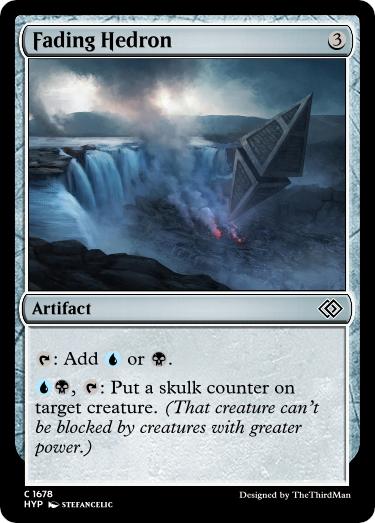 Fading Hedron 3
Artifact
: Add or .
, : Put a skulk counter on
target creature. (That creature can't
be blocked by creatures with greater
power.)
C 1678 Designed by TheThirdMan
HYP STEFANCELIC